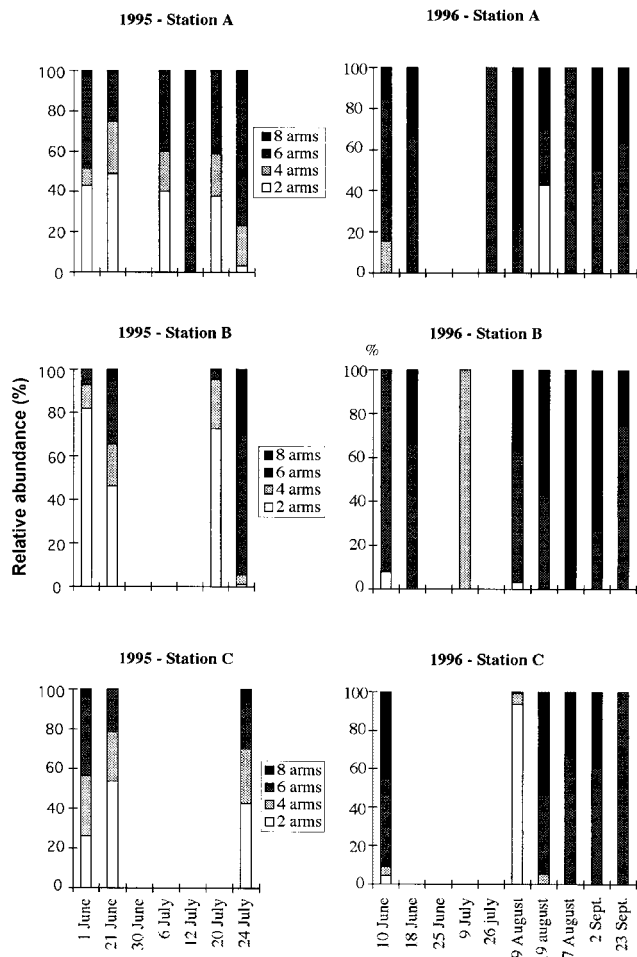 1995 - Station A
100
80
60
40
20
0
8 arms
6 arms
4 arms
2 arms
1996 - Station A
100
80
60
40
20
0
1995 - Station B
100
80
60
40
20
0
8 arms
6 arms
4 arms
2 arms
1996 - Station B
%
100
80
60
40
20
0
Relative abundance (%)
1995 - Station C
100
80
60
40
20
0
8 arms
6 arms
4 arms
2 arms
1 June
21 June
30 June
6 July
12 July
20 July
24 July
1996 - Station C
100
80
60
40
20
0
10 June
18 June
25 June
9 July
26 july
9 August
19 august
7 August
2 Sept.
23 Sept.